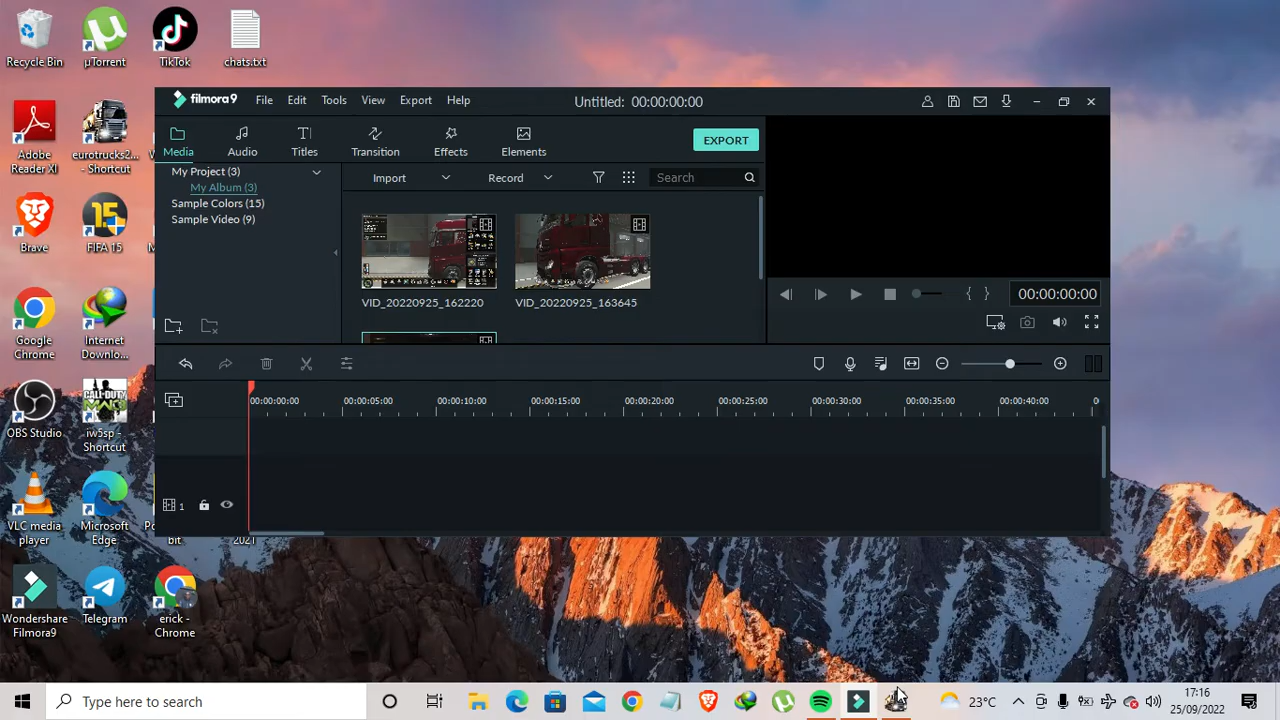 Recycle Bin
µTorrent
TikTok
chats.txt
Adobe
Reader XI
eurotrucks2...
- Shortcut
Brave
FIFA 15
Google
Chrome
Internet
Downlo...
OBS Studio
iw5sp -
Shortcut
VLC media
player
Microsoft
Edge
bit
2021
Wondershare
Filmora9
Telegram
erick -
Chrome
filmora9
File
Edit
Tools
View
Export
Help
Untitled: 00:00:00:00
Media
Audio
Titles
Transition
Effects
Elements
EXPORT
My Project (3)
My Album (3)
Sample Colors (15)
Sample Video (9)
Import
Record
Search
VID_20220925_162220
VID_20220925_163645
00:00:00:00
00:00:00:00
00:00:05:00
00:00:10:00
00:00:15:00
00:00:20:00
00:00:25:00
00:00:30:00
00:00:35:00
00:00:40:00
1
Type here to search
23°C
17:16
25/09/2022